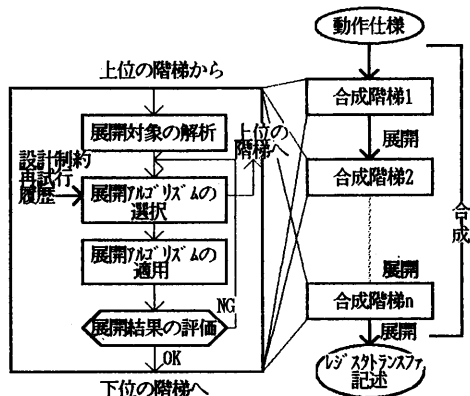 動作仕様
上位の階梯から
合成階梯1
展開対象の解析
上位の
階梯へ
展開
設計制約
再試行
履歴
展開ｱﾙｺﾞﾘｽﾞﾑの
選択
合成階梯2
合成
展開ｱﾙｺﾞﾘｽﾞﾑの
適用
展開
合成階梯n
NG
展開結果の評価
展開
OK
ﾚｼﾞｽﾀﾄﾗﾝｽﾌｧ
記述
下位の階梯へ